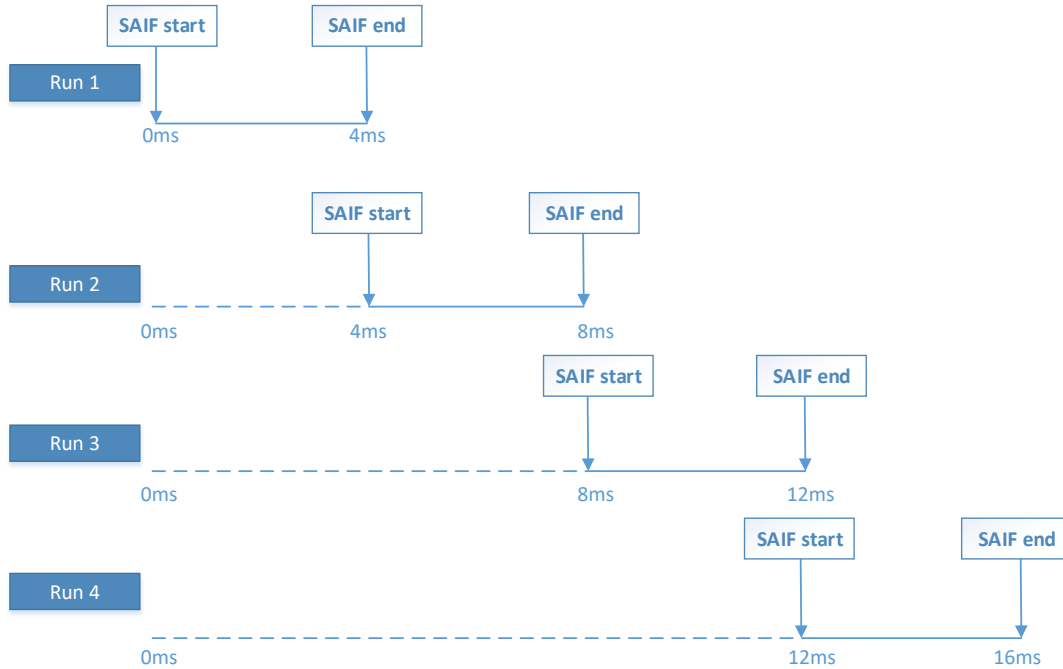 SAIF start SAIF end
Run 1
0ms 4ms
SAIF start SAIF end
Run 2
0ms 4ms 8ms
SAIF start SAIF end
Run 3
0ms 8ms 12ms
SAIF start SAIF end
Run 4
0ms 12ms 16ms